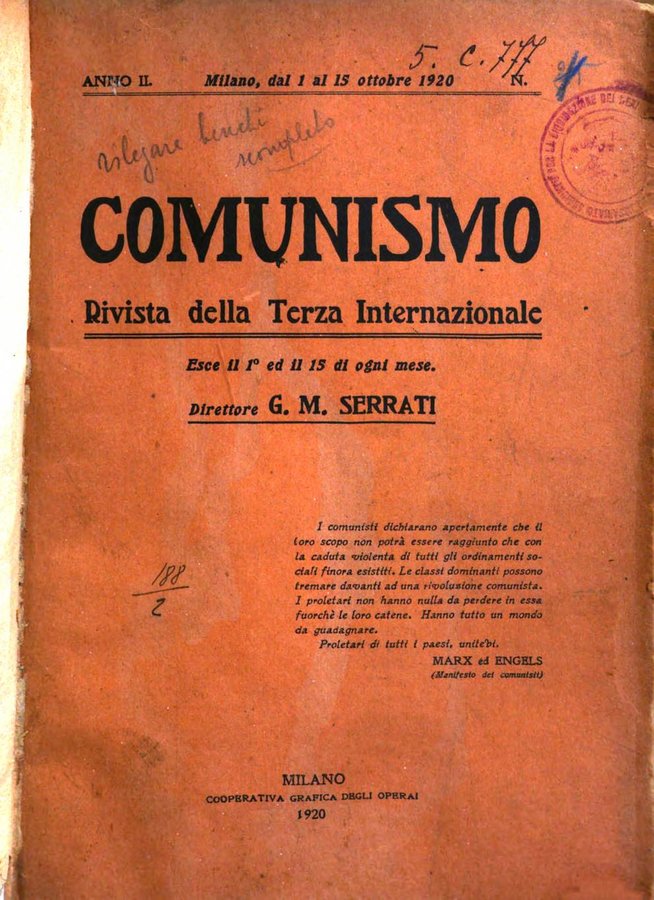 5. C. 777
ANNO II. Milano, dal 1 al 15 ottobre 1920 N.
rilegare benchè
incompleto
COMUNISMO
Rivista della Terza Internazionale
Esce il 1º ed il 15 di ogni mese.
Direttore G. M. SERRATI
I comunisti dichiarano apertamente che il
loro scopo non potrà essere raggiunto che con
la caduta violenta di tutti gli ordinamenti so-
ciali finora esistiti. Le classi dominanti possono
tremare davanti ad una rivoluzione comunista.
I proletari non hanno nulla da perdere in essa
fuorchè le loro catene. Hanno tutto un mondo
da guadagnare.
Proletari di tutti i paesi, unitevi.
MARX ed ENGELS
(Manifesto dei comunisti)
188
2
MILANO
COOPERATIVA GRAFICA DEGLI OPERAI
1920